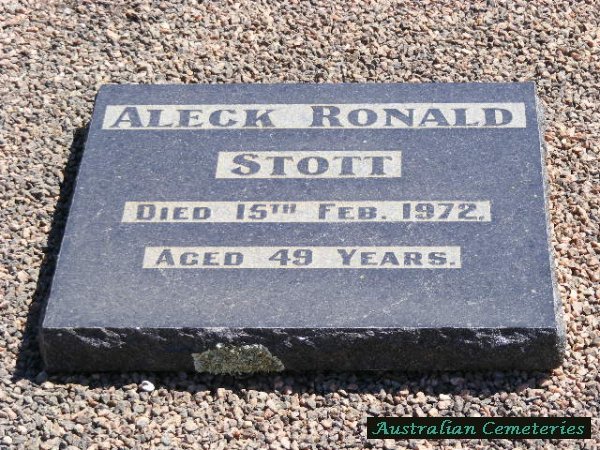 ALECK RONALD
STOTT
DIED 15TH FEB. 1972.
AGED 49 YEARS.
Australian Cemeteries